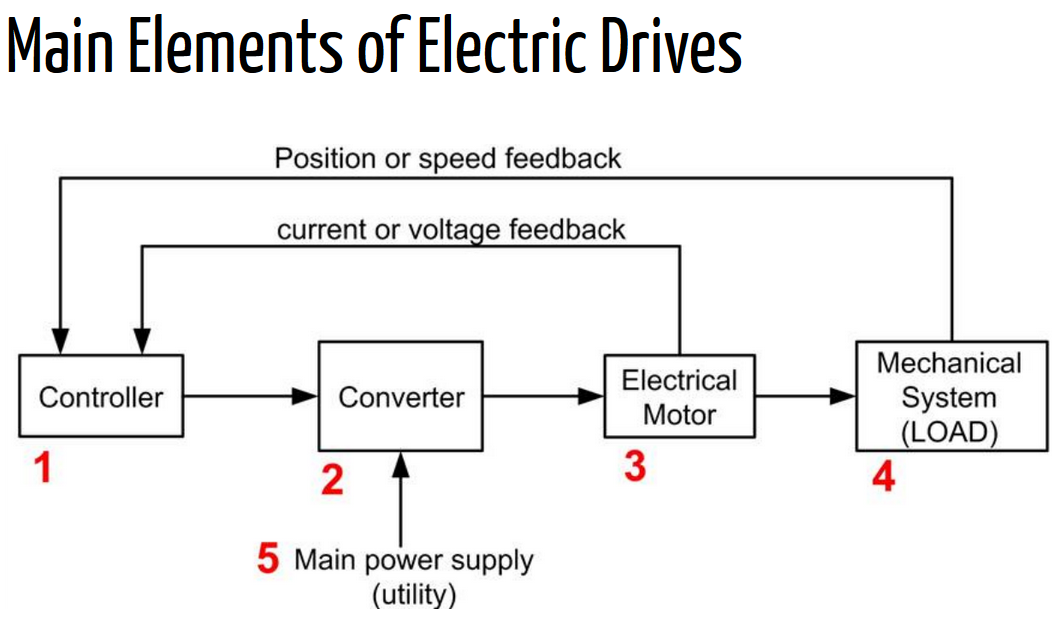 Main Elements of Electric Drives
Position or speed feedback
current or voltage feedback
Controller
Converter
Electrical
Motor
Mechanical
System
(LOAD)
1
2
3
4
5 Main power supply
(utility)